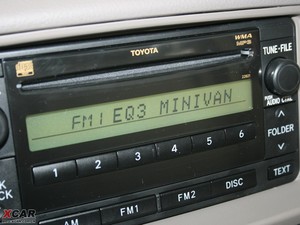 TOYOTA
WMA
MP3
TUNE•FILE
FM1 EQ3 MINIVAN
AUDIO CTRL
FOLDER
1 2 3 4 5 6
AM
FM1
FM2
DISC
TEXT
XCAR